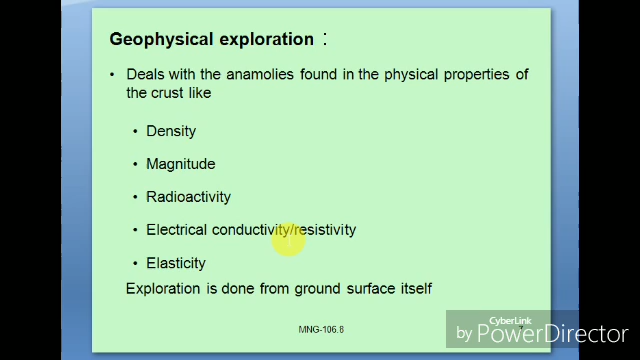 Geophysical exploration :
• Deals with the anamolies found in the physical properties of
the crust like
• Density
• Magnitude
• Radioactivity
• Electrical conductivity/resistivity
• Elasticity
Exploration is done from ground surface itself
MNG-106.8
CyberLink
by PowerDirector